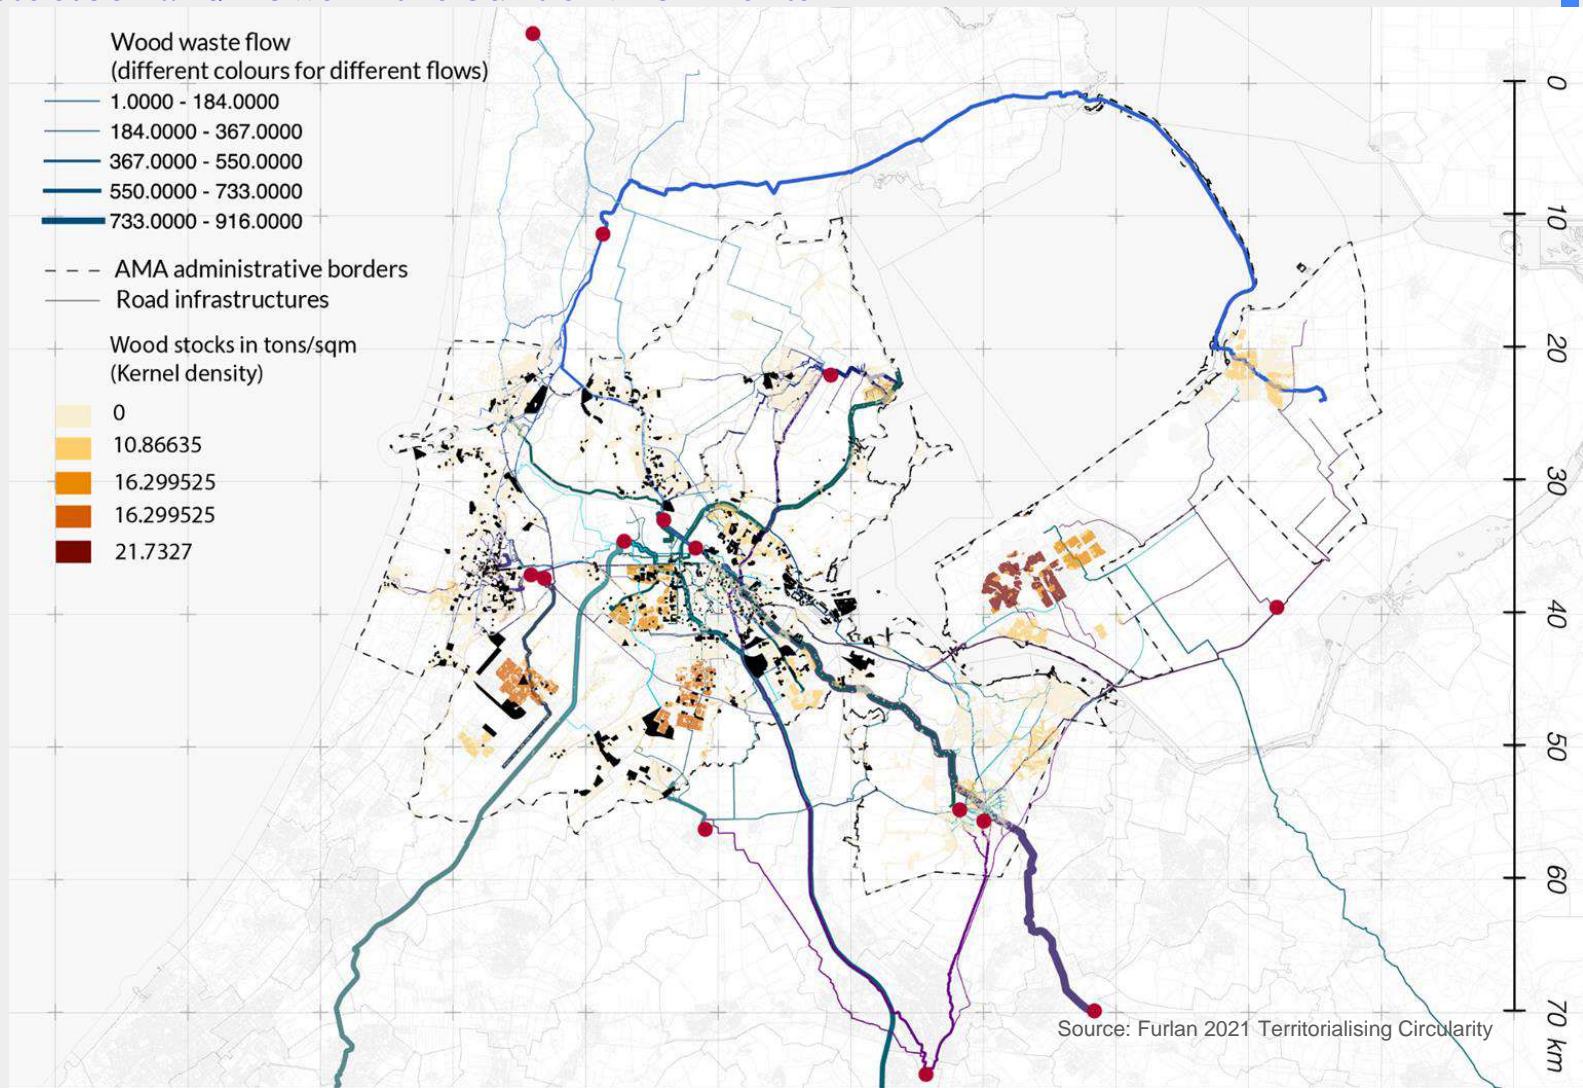 Wood waste flow
(different colours for different flows)
1.0000 - 184.0000
184.0000 - 367.0000
367.0000 - 550.0000
550.0000 - 733.0000
733.0000 - 916.0000
AMA administrative borders
Road infrastructures
Wood stocks in tons/sqm
(Kernel density)
0
10.86635
16.299525
16.299525
21.7327
0
10
20
30
40
50
60
70 km
Source: Furlan 2021 Territorialising Circularity